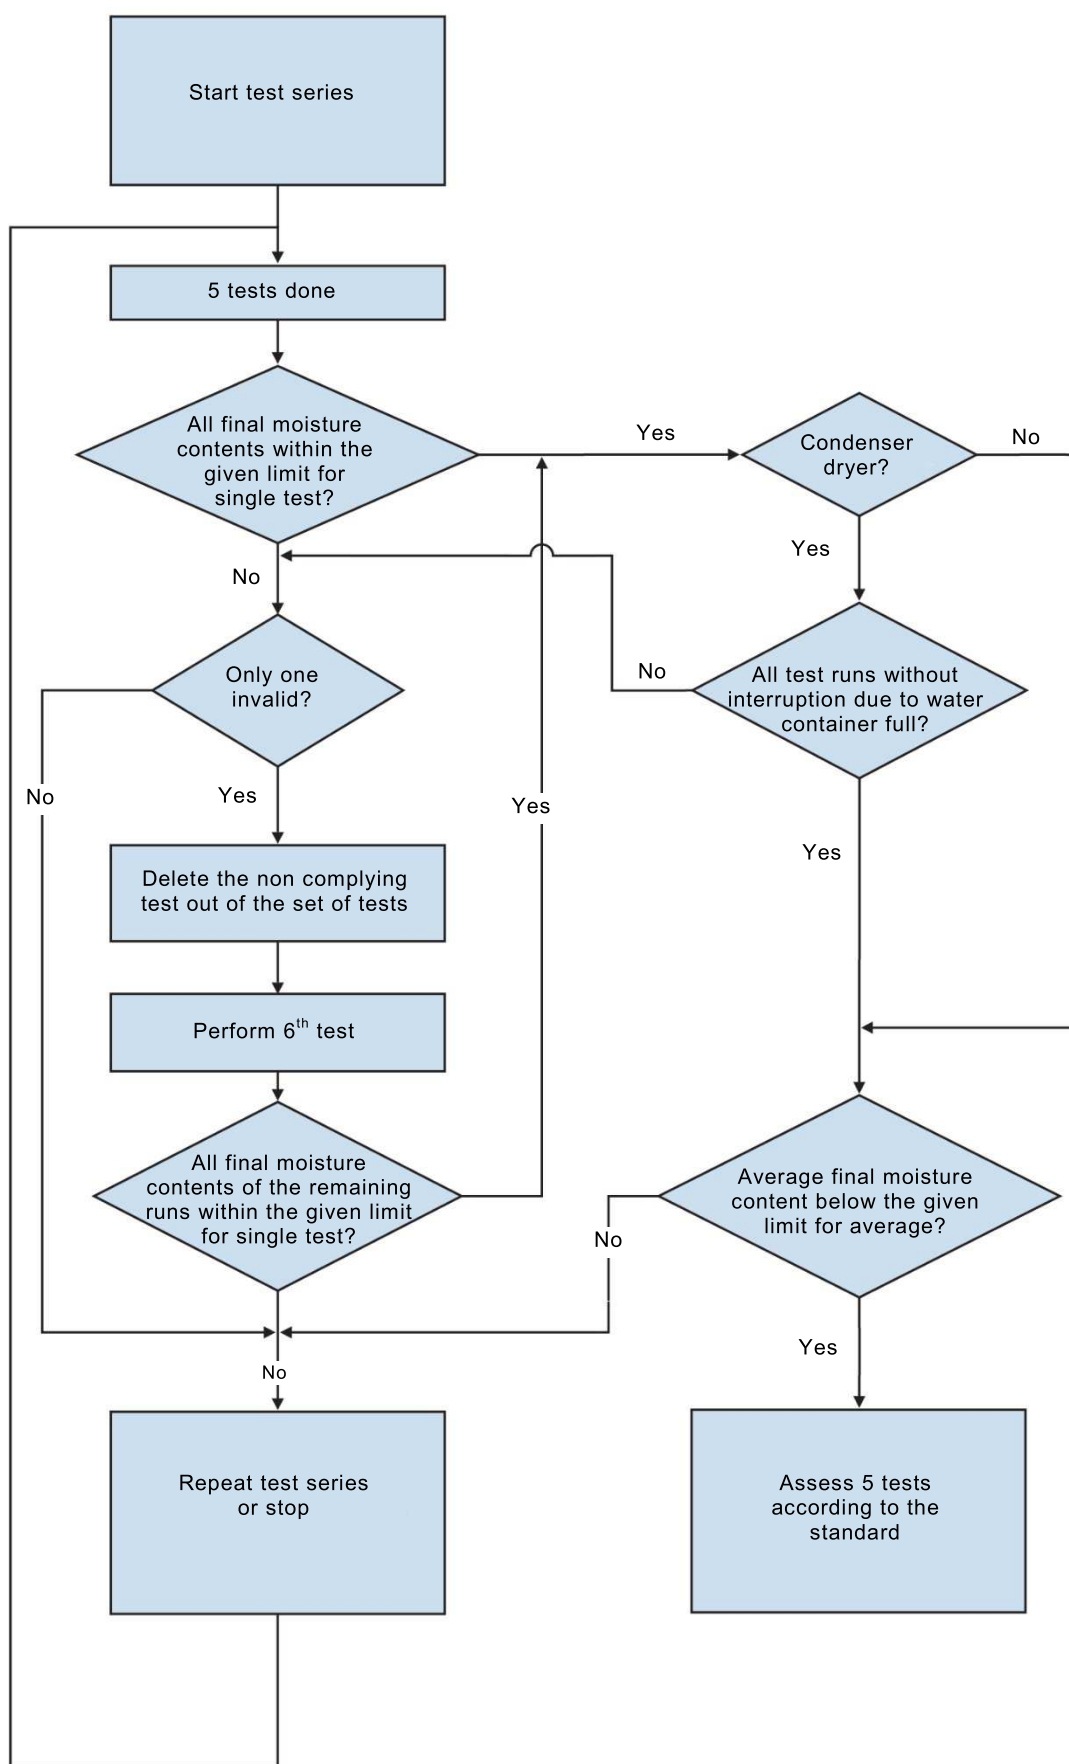 Start test series
5 tests done
All final moisture
contents within the
given limit for
single test?
Yes
Condenser
dryer?
No
Yes
No
Only one
invalid?
No
All test runs without
interruption due to water
container full?
No
Yes
Yes
Yes
Delete the non complying
test out of the set of tests
Perform 6th test
All final moisture
contents of the remaining
runs within the given limit
for single test?
Average final moisture
content below the given
limit for average?
No
Yes
No
Repeat test series
or stop
Assess 5 tests
according to the
standard